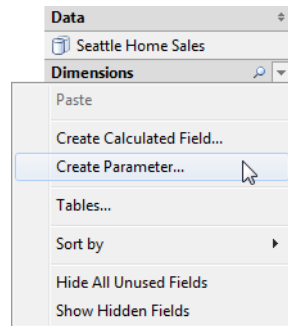 Data
Seattle Home Sales
Dimensions
Paste
Create Calculated Field...
Create Parameter...
Tables...
Sort by
Hide All Unused Fields
Show Hidden Fields